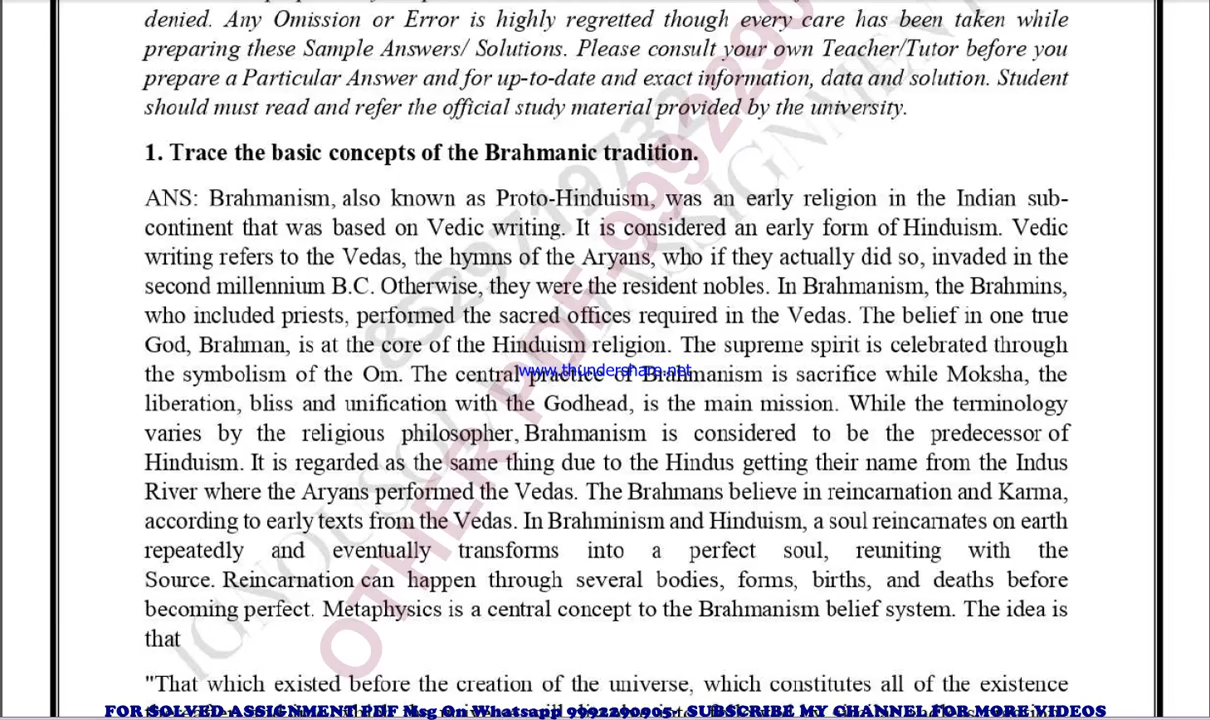 denied. Any Omission or Error is highly regretted though every care has been taken while
preparing these Sample Answers/ Solutions. Please consult your own Teacher/Tutor before you
prepare a Particular Answer and for up-to-date and exact information, data and solution. Student
should must read and refer the official study material provided by the university.
1. Trace the basic concepts of the Brahmanic tradition.
ANS: Brahmanism, also known as Proto-Hinduism, was an early religion in the Indian sub-
continent that was based on Vedic writing. It is considered an early form of Hinduism. Vedic
writing refers to the Vedas, the hymns of the Aryans, who if they actually did so, invaded in the
second millennium B.C. Otherwise, they were the resident nobles. In Brahmanism, the Brahmins,
who included priests, performed the sacred offices required in the Vedas. The belief in one true
God, Brahman, is at the core of the Hinduism religion. The supreme spirit is celebrated through
the symbolism of the Om. The central practice of Brahmanism is sacrifice while Moksha, the
www.thundershare.net
liberation, bliss and unification with the Godhead, is the main mission. While the terminology
varies by the religious philosopher, Brahmanism is considered to be the predecessor of
Hinduism. It is regarded as the same thing due to the Hindus getting their name from the Indus
River where the Aryans performed the Vedas. The Brahmans believe in reincarnation and Karma,
according to early texts from the Vedas. In Brahminism and Hinduism, a soul reincarnates on earth
repeatedly and eventually transforms into a perfect soul, reuniting with the
Source. Reincarnation can happen through several bodies, forms, births, and deaths before
becoming perfect. Metaphysics is a central concept to the Brahmanism belief system. The idea is
that
"That which existed before the creation of the universe, which constitutes all of the existence
FOR SOLVED ASSIGNMENT PDF Msg On Whatsapp 9992290905- SUBSCRIBE MY CHANNEL FOR MORE VIDEOS